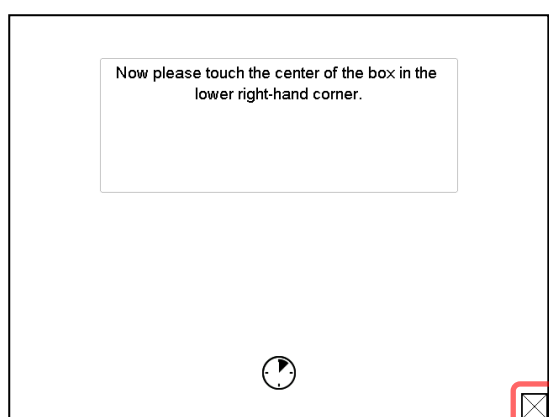 Now please touch the center of the box in the
lower right-hand corner.